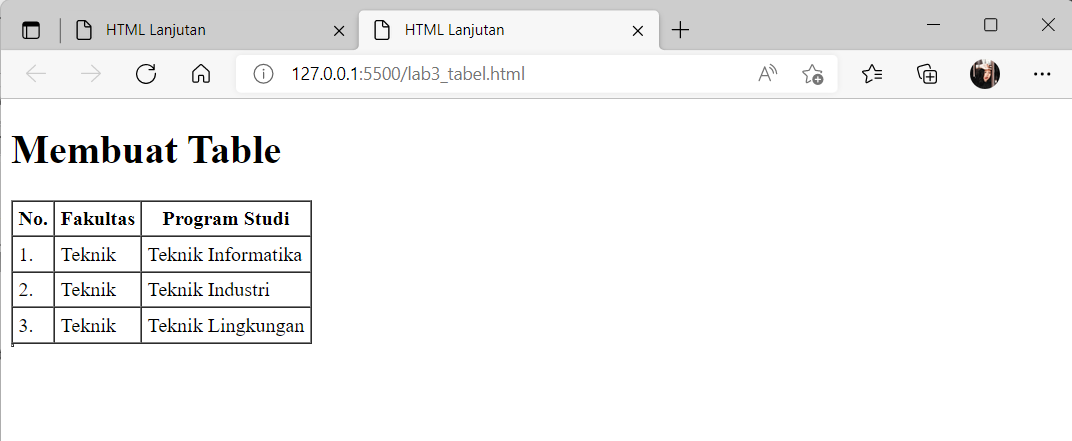 HTML Lanjutan
HTML Lanjutan
127.0.0.1:5500/lab3_tabel.html
Membuat Table
No. Fakultas Program Studi
1. Teknik Teknik Informatika
2. Teknik Teknik Industri
3. Teknik Teknik Lingkungan